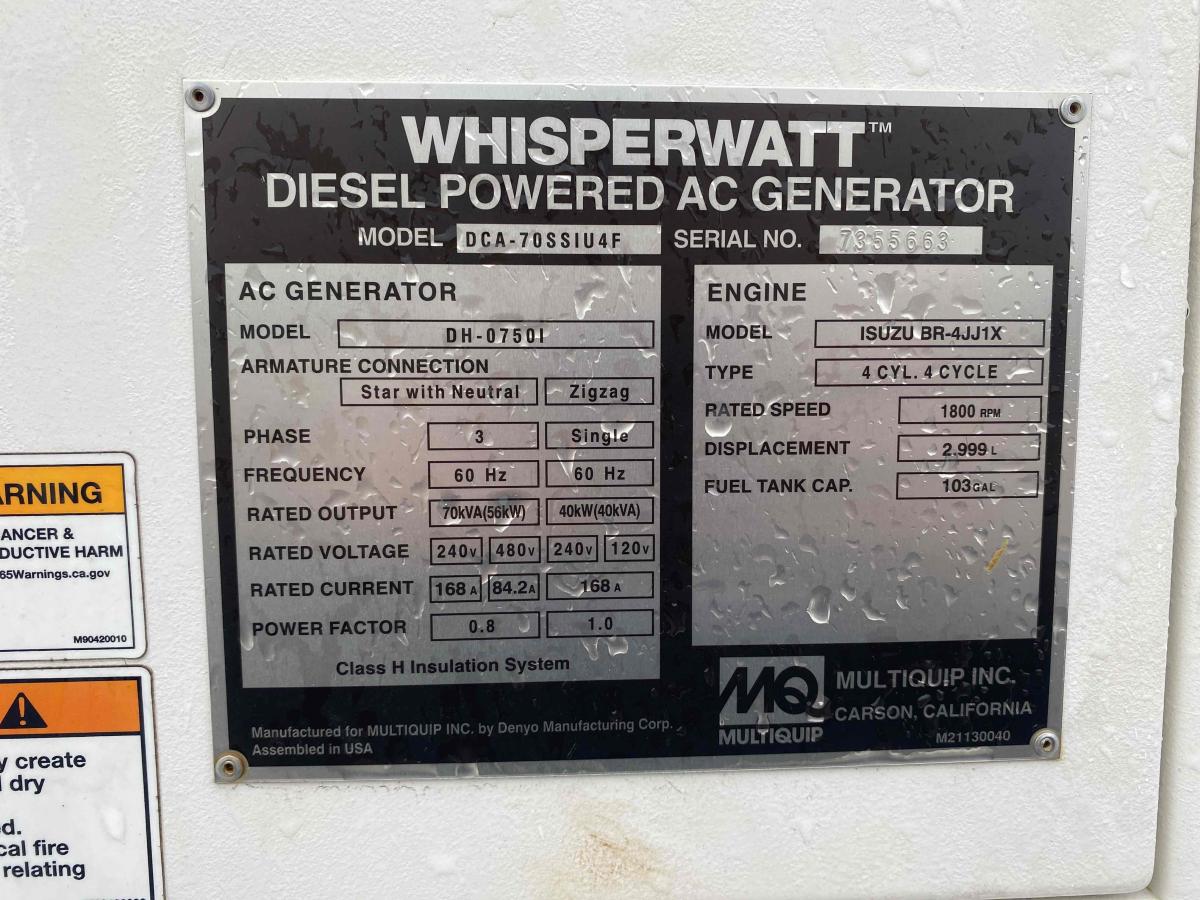 WHISPERWATT™
DIESEL POWERED AC GENERATOR
MODEL DCA-70SSIU4F SERIAL NO. 7355663
AC GENERATOR
MODEL DH-0750I
ARMATURE CONNECTION
Star with Neutral Zigzag
PHASE 3 Single
FREQUENCY 60 Hz 60 Hz
RATED OUTPUT 70kVA(56kW) 40kW(40kVA)
RATED VOLTAGE 240V 480V 240V 120V
RATED CURRENT 168A 84.2A 168A
POWER FACTOR 0.8 1.0
Class H Insulation System
ENGINE
MODEL ISUZU BR-4JJ1X
TYPE 4 CYL. 4 CYCLE
RATED SPEED 1800 RPM
DISPLACEMENT 2.999 L
FUEL TANK CAP. 103GAL
Manufactured for MULTIQUIP INC. by Denyo Manufacturing Corp.
Assembled in USA
MQ
MULTIQUIP
MULTIQUIP INC.
CARSON, CALIFORNIA
M21130040
ARNING
ANCER &
DUCTIVE HARM
65Warnings.ca.gov
M90420010
y create
dry
ed.
cal fire
relating